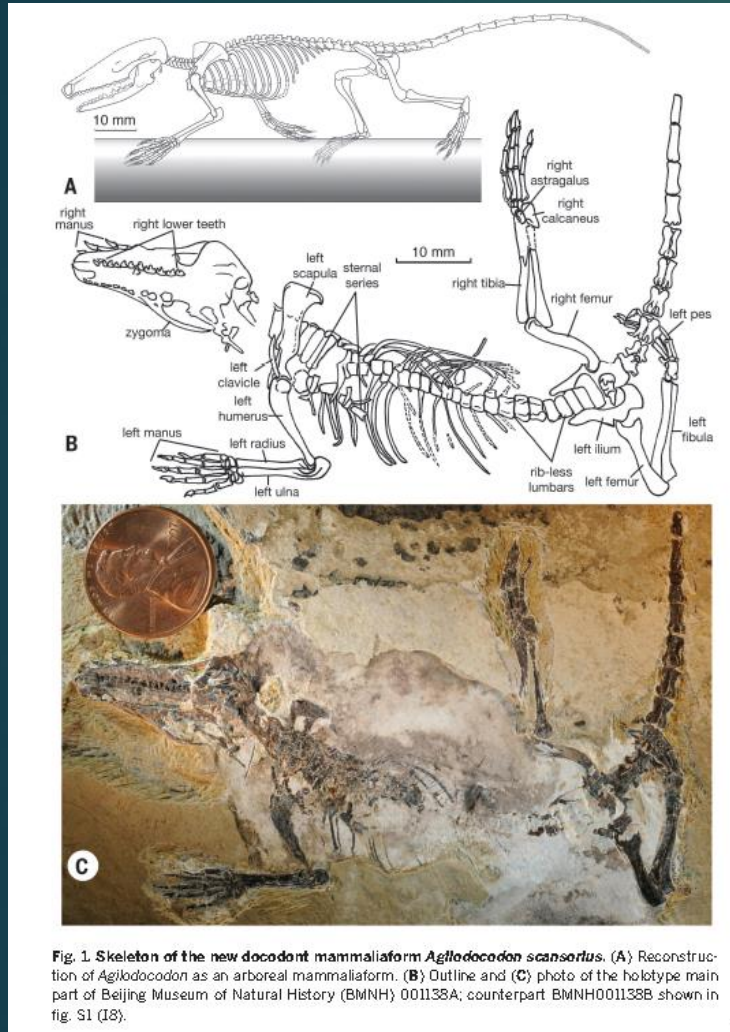 10 mm
A
right
manus
right lower teeth
zygoma
left
scapula
sternal
series
10 mm
right
astragalus
right
calcaneus
right tibia
right femur
left pes
left
clavicle
left
humerus
B
left manus
left radius
left ulna
rib-less
lumbars
left ilium
left femur
left
fibula
C
Fig. 1. Skeleton of the new docodont mammaliaform Agilodocodon scansorius. (A) Reconstruc-
tion of Agilodocodon as an arboreal mammaliaform. (B) Outline and (C) photo of the holotype main
part of Beijing Museum of Natural History (BMNH) 001138A; counterpart BMNH001138B shown in
fig. S1 (18).